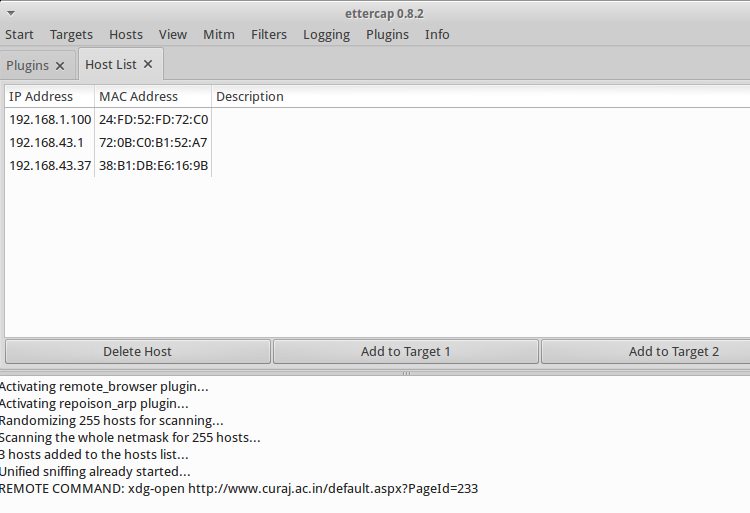 ettercap 0.8.2
Start Targets Hosts View Mitm Filters Logging Plugins Info
Plugins × Host List ×
IP Address MAC Address Description
192.168.1.100 24:FD:52:FD:72:C0
192.168.43.1 72:0B:C0:B1:52:A7
192.168.43.37 38:B1:DB:E6:16:9B
Delete Host Add to Target 1 Add to Target 2
Activating remote_browser plugin...
Activating repoison_arp plugin...
Randomizing 255 hosts for scanning...
Scanning the whole netmask for 255 hosts...
3 hosts added to the hosts list...
Unified sniffing already started...
REMOTE COMMAND: xdg-open http://www.curaj.ac.in/default.aspx?PageId=233